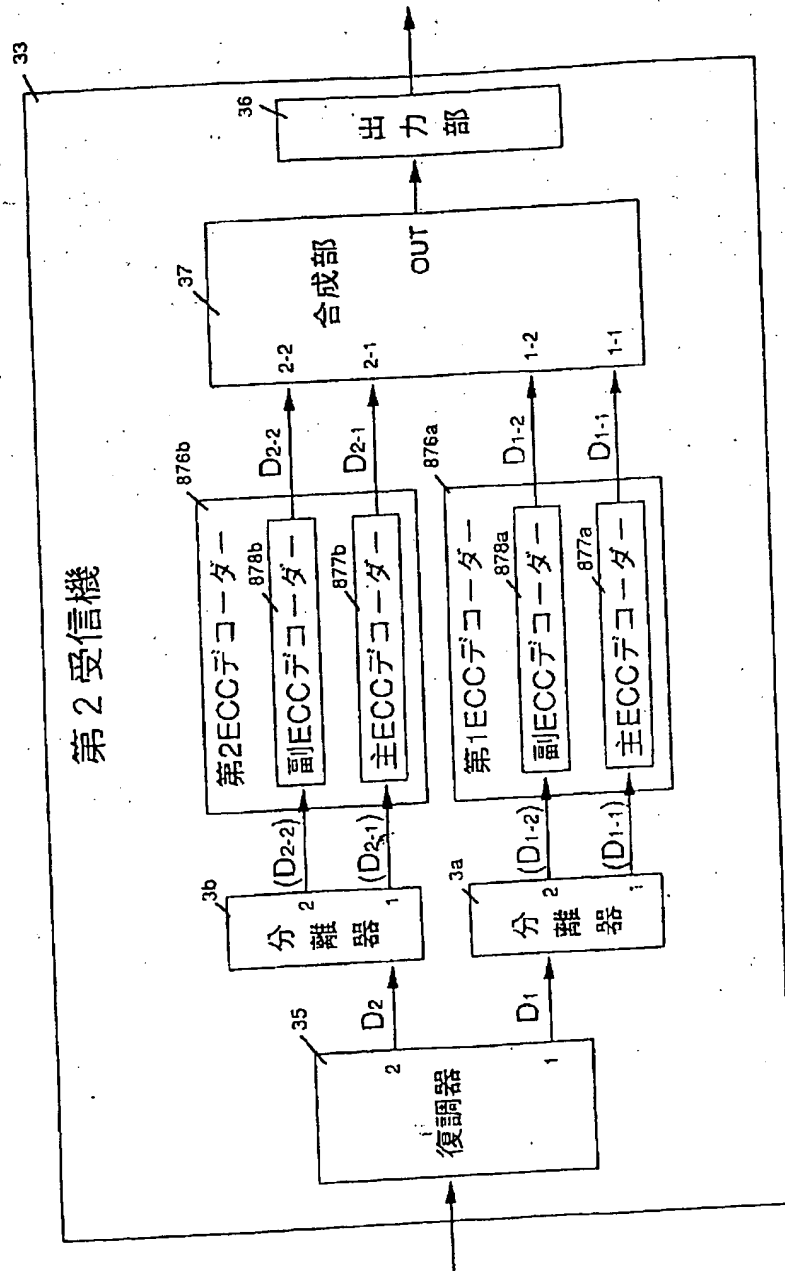 第２受信機
33
35
復調器
2
1
D2
D1
3b
分離器
2
1
3a
分離器
2
1
(D2-2)
(D2-1)
(D1-2)
(D1-1)
876b
第2ECCデコーダー
878b
副ECCデコーダー
877b
主ECCデコーダー
876a
第1ECCデコーダー
878a
副ECCデコーダー
877a
主ECCデコーダー
D2-2
D2-1
D1-2
D1-1
37
合成部
2-2
2-1
1-2
1-1
OUT
36
出力部